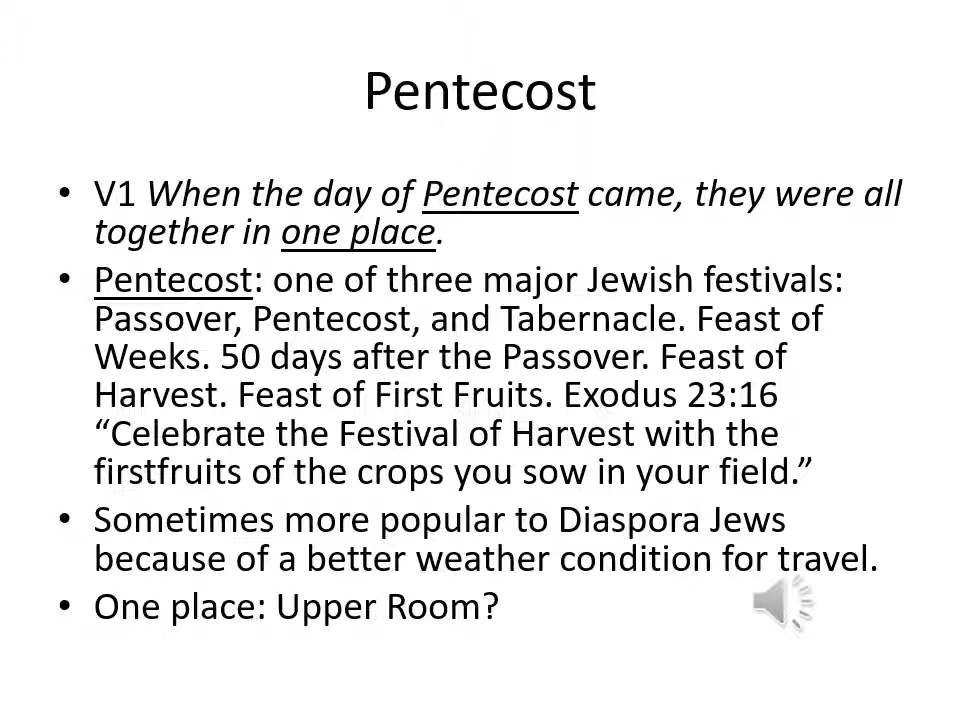 Pentecost
• V1 When the day of Pentecost came, they were all
together in one place.
• Pentecost: one of three major Jewish festivals:
Passover, Pentecost, and Tabernacle. Feast of
Weeks. 50 days after the Passover. Feast of
Harvest. Feast of First Fruits. Exodus 23:16
“Celebrate the Festival of Harvest with the
firstfruits of the crops you sow in your field.”
• Sometimes more popular to Diaspora Jews
because of a better weather condition for travel.
• One place: Upper Room?